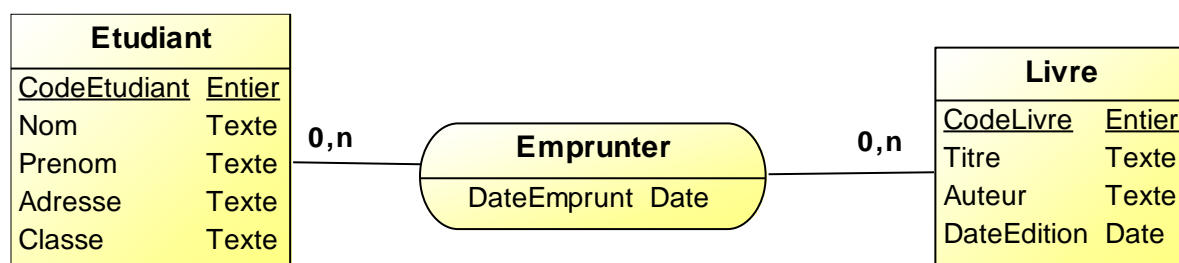 Etudiant
CodeEtudiant Entier
Nom Texte
Prenom Texte
Adresse Texte
Classe Texte
0,n
Emprunter
DateEmprunt Date
0,n
Livre
CodeLivre Entier
Titre Texte
Auteur Texte
DateEdition Date